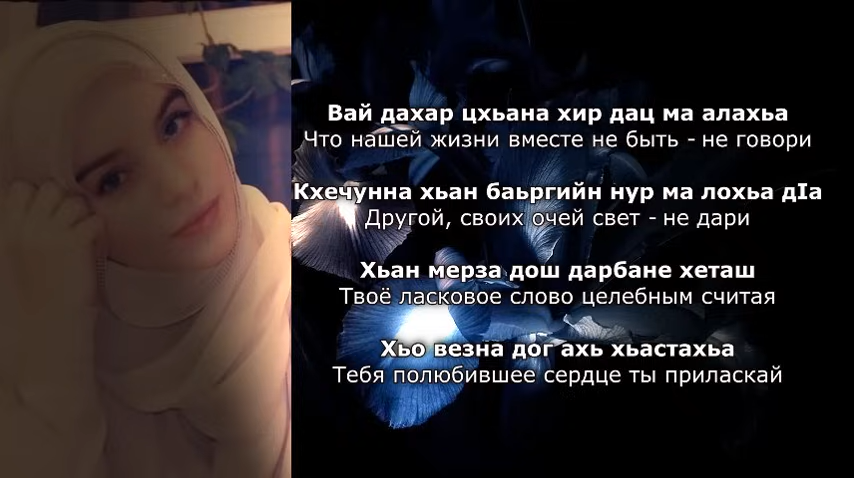 Вай дахар цхьана хир дац ма алахьа
Что нашей жизни вместе не быть - не говори
Кхечунна хьан баьргийн нур ма лохьа дIа
Другой, своих очей свет - не дари
Хьан мерза дош дарбане хеташ
Твоё ласковое слово целебным считая
Хьо везна дог ахь хьастахьа
Тебя полюбившее сердце ты приласкай